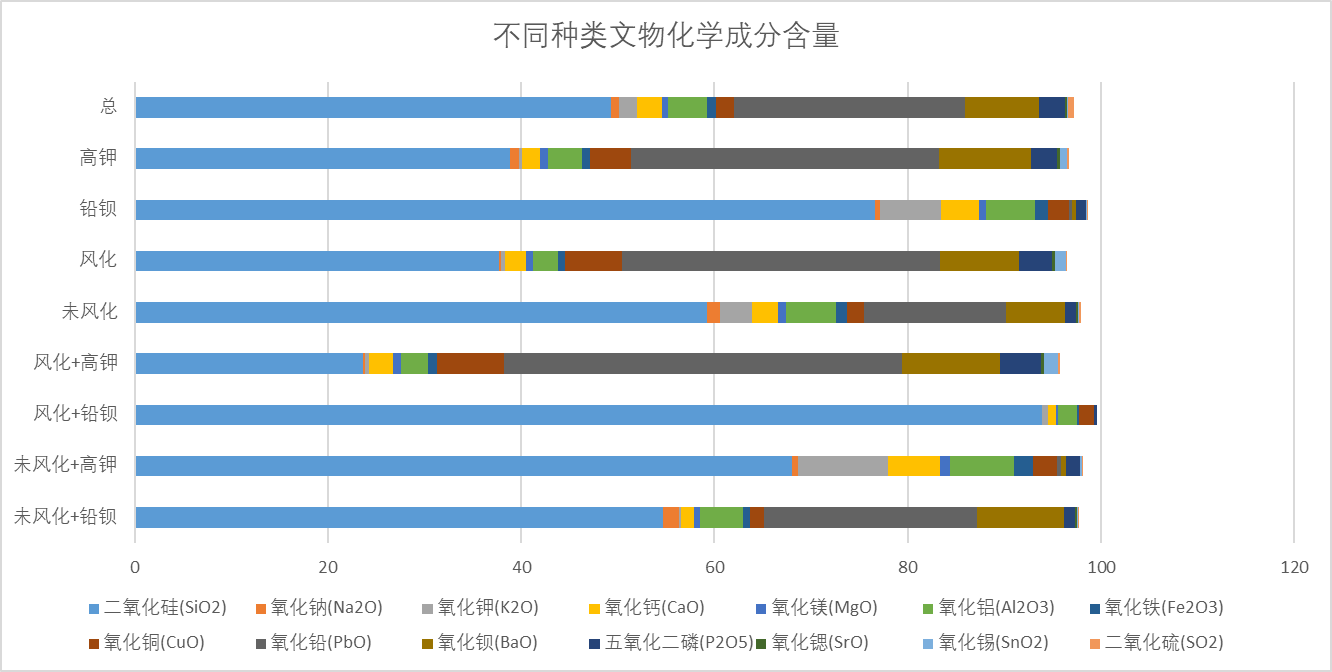 不同种类文物化学成分含量
总
高钾
铅钡
风化
未风化
风化+高钾
风化+铅钡
未风化+高钾
未风化+铅钡
0 20 40 60 80 100 120
二氧化硅(SiO2) 氧化钠(Na2O) 氧化钾(K2O) 氧化钙(CaO) 氧化镁(MgO) 氧化铝(Al2O3) 氧化铁(Fe2O3)
氧化铜(CuO) 氧化铅(PbO) 氧化钡(BaO) 五氧化二磷(P2O5) 氧化锶(SrO) 氧化锡(SnO2) 二氧化硫(SO2)